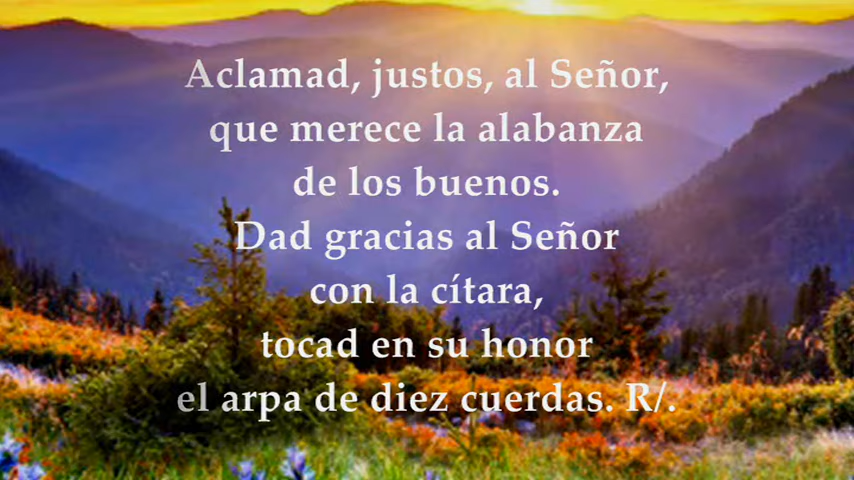 Aclamad, justos, al Señor,
que merece la alabanza
de los buenos.
Dad gracias al Señor
con la cítara,
tocad en su honor
el arpa de diez cuerdas. R/.